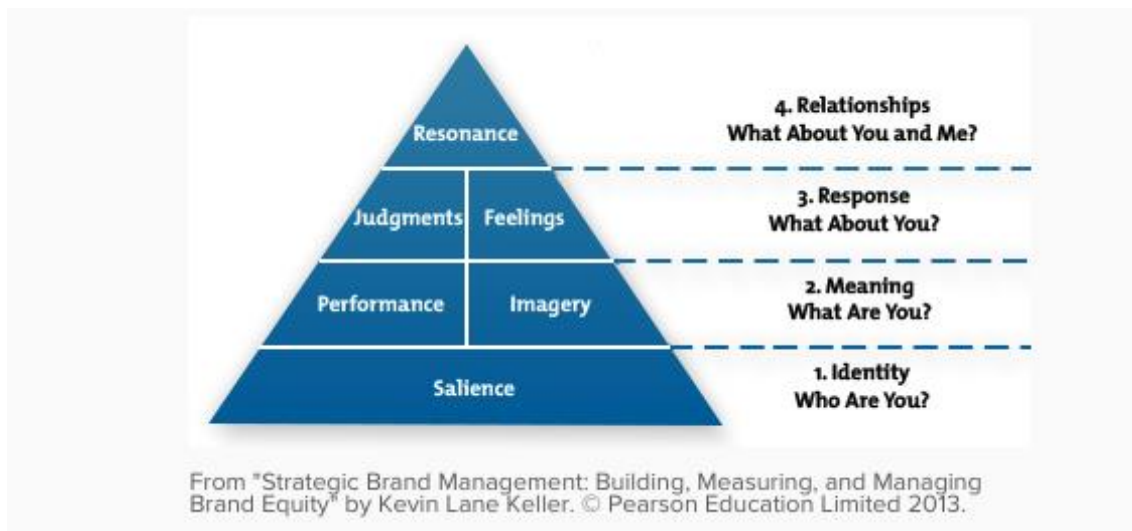 Resonance
4. Relationships
What About You and Me?
Judgments
Feelings
3. Response
What About You?
Performance
Imagery
2. Meaning
What Are You?
Salience
1. Identity
Who Are You?
From "Strategic Brand Management: Building, Measuring, and Managing
Brand Equity" by Kevin Lane Keller. © Pearson Education Limited 2013.